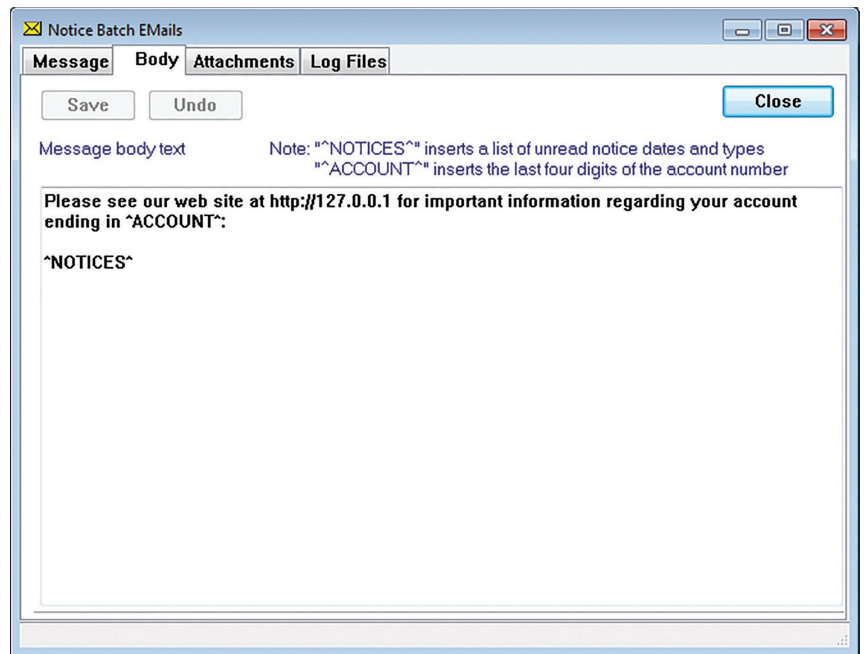 Notice Batch EMails
Message Body Attachments Log Files
Save Undo Close
Message body text Note: "^NOTICES^" inserts a list of unread notice dates and types
"^ACCOUNT^" inserts the last four digits of the account number
Please see our web site at http://127.0.0.1 for important information regarding your account
ending in ^ACCOUNT^:
^NOTICES^